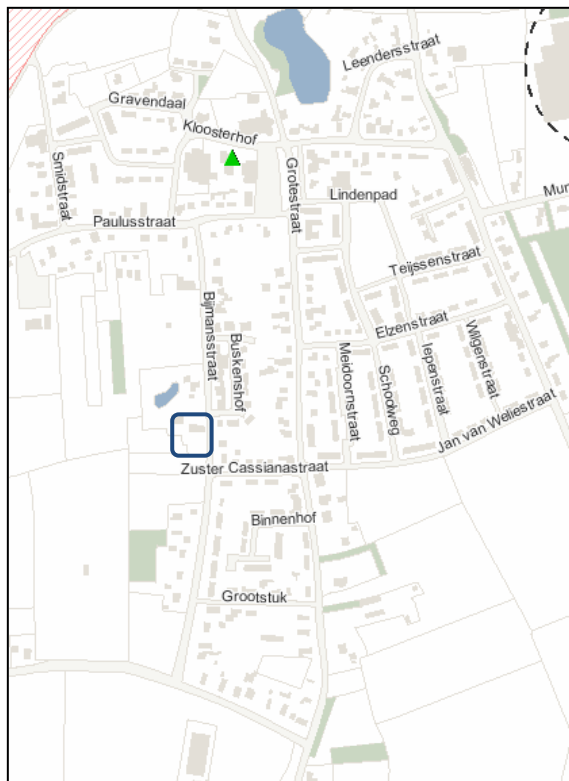 Leendersstraat
Gravendaal
Kloosterhof
Smidstraat
Grotestraat
Lindenpad
Mun
Paulusstraat
Teijssenstraat
Bijmansstraat
Elzenstraat
Buskenshof
Meidoornstraat
Schoolweg
Iepenstraat
Wilgenstraat
Jan van Weliestraat
Zuster Cassianastraat
Binnenhof
Grootstuk